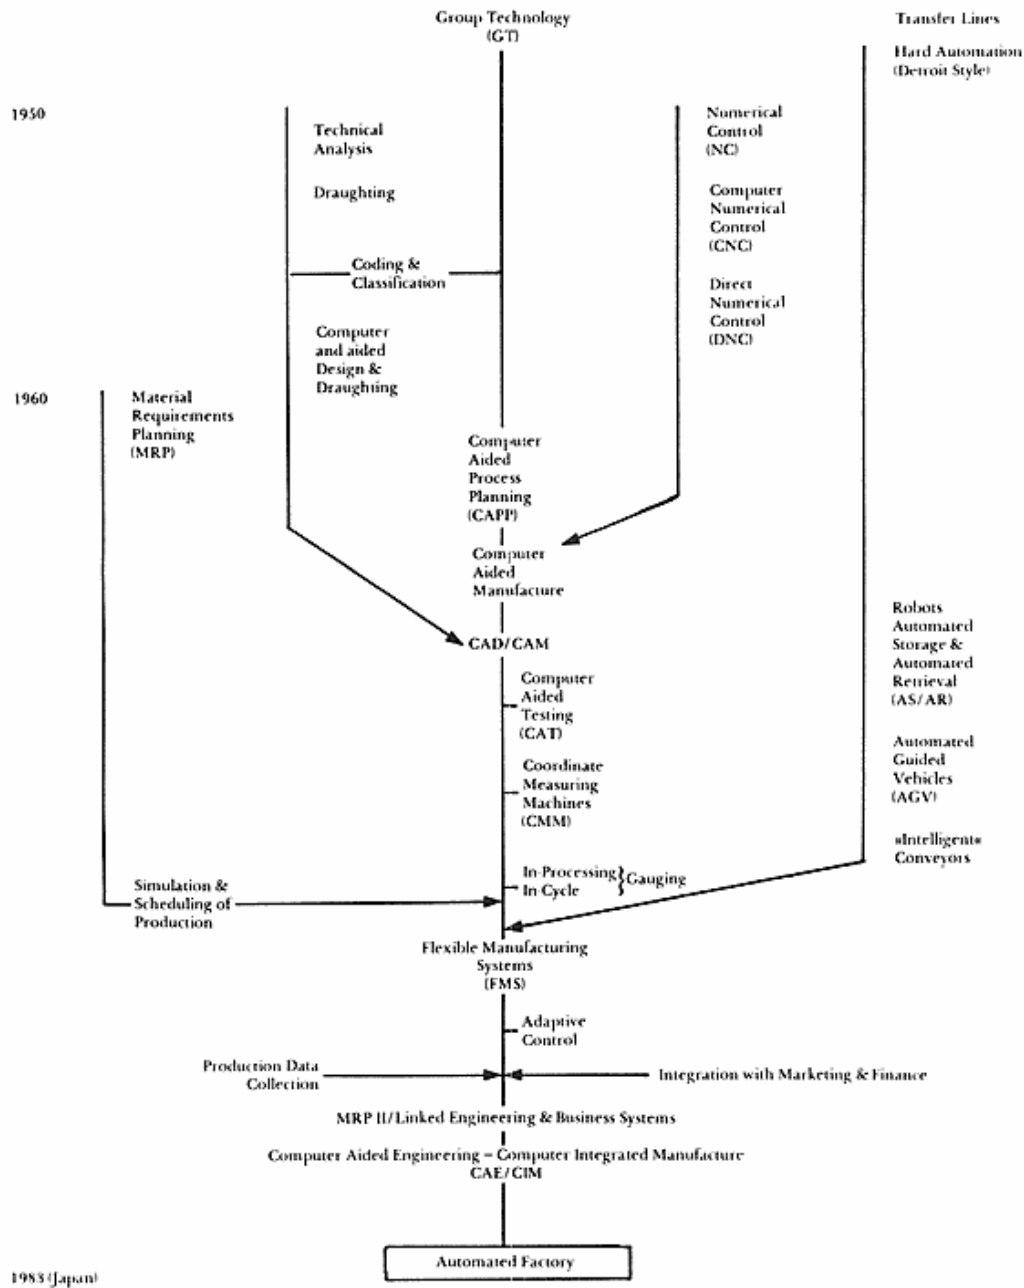 Group Technology
(GT)
Transfer Lines
Hard Automation
(Detroit Style)
1950
Technical
Analysis
Draughting
Numerical
Control
(NC)
Computer
Numerical
Control
(CNC)
Coding &
Classification
Direct
Numerical
Control
(DNC)
Computer
and aided
Design &
Draughting
1960
Material
Requirements
Planning
(MRP)
Computer
Aided
Process
Planning
(CAPP)
Computer
Aided
Manufacture
CAD/CAM
Robots
Automated
Storage &
Automated
Retrieval
(AS/AR)
Computer
Aided
Testing
(CAT)
Automated
Guided
Vehicles
(AGV)
Coordinate
Measuring
Machines
(CMM)
»Intelligent«
Conveyors
In-Processing
In-Cycle
Gauging
Simulation &
Scheduling of
Production
Flexible Manufacturing
Systems
(FMS)
Adaptive
Control
Production Data
Collection
Integration with Marketing & Finance
MRP II/Linked Engineering & Business Systems
Computer Aided Engineering – Computer Integrated Manufacture
CAE/CIM
Automated Factory
1983 (Japan)